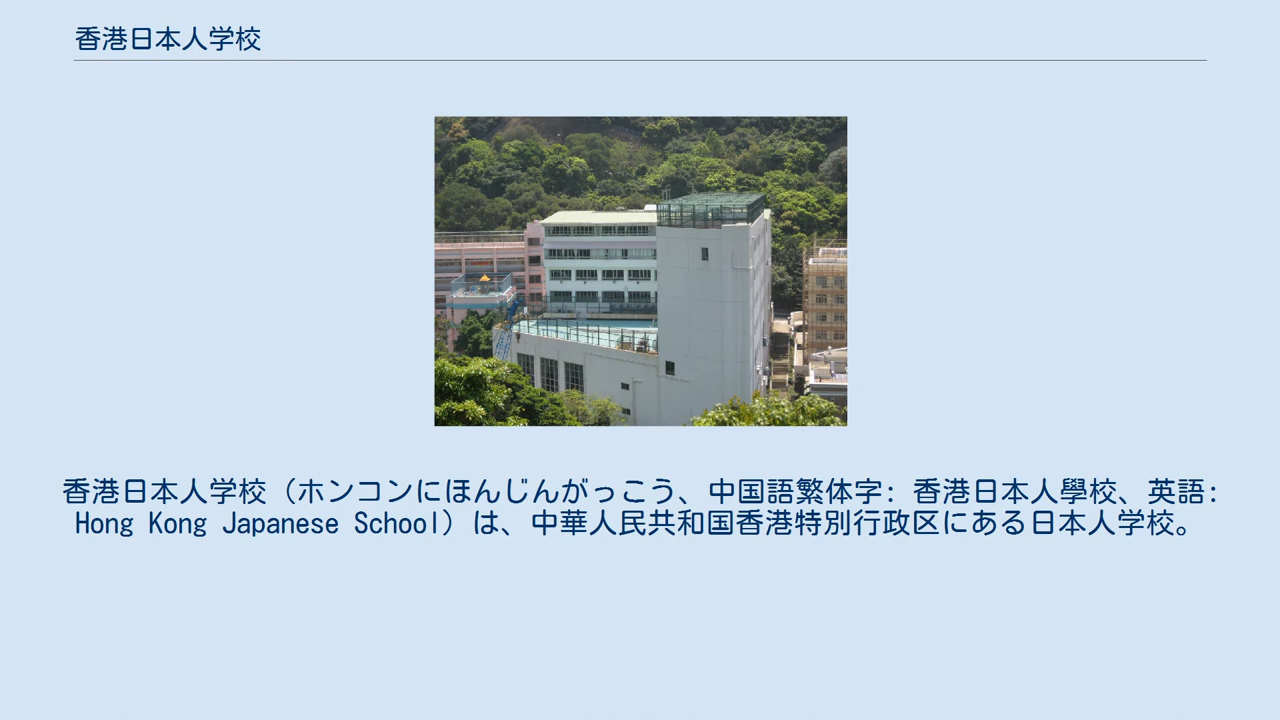 香港日本人学校
香港日本人学校（ホンコンにほんじんがっこう、中国語繁体字: 香港日本人學校、英語:
Hong Kong Japanese School）は、中華人民共和国香港特別行政区にある日本人学校。